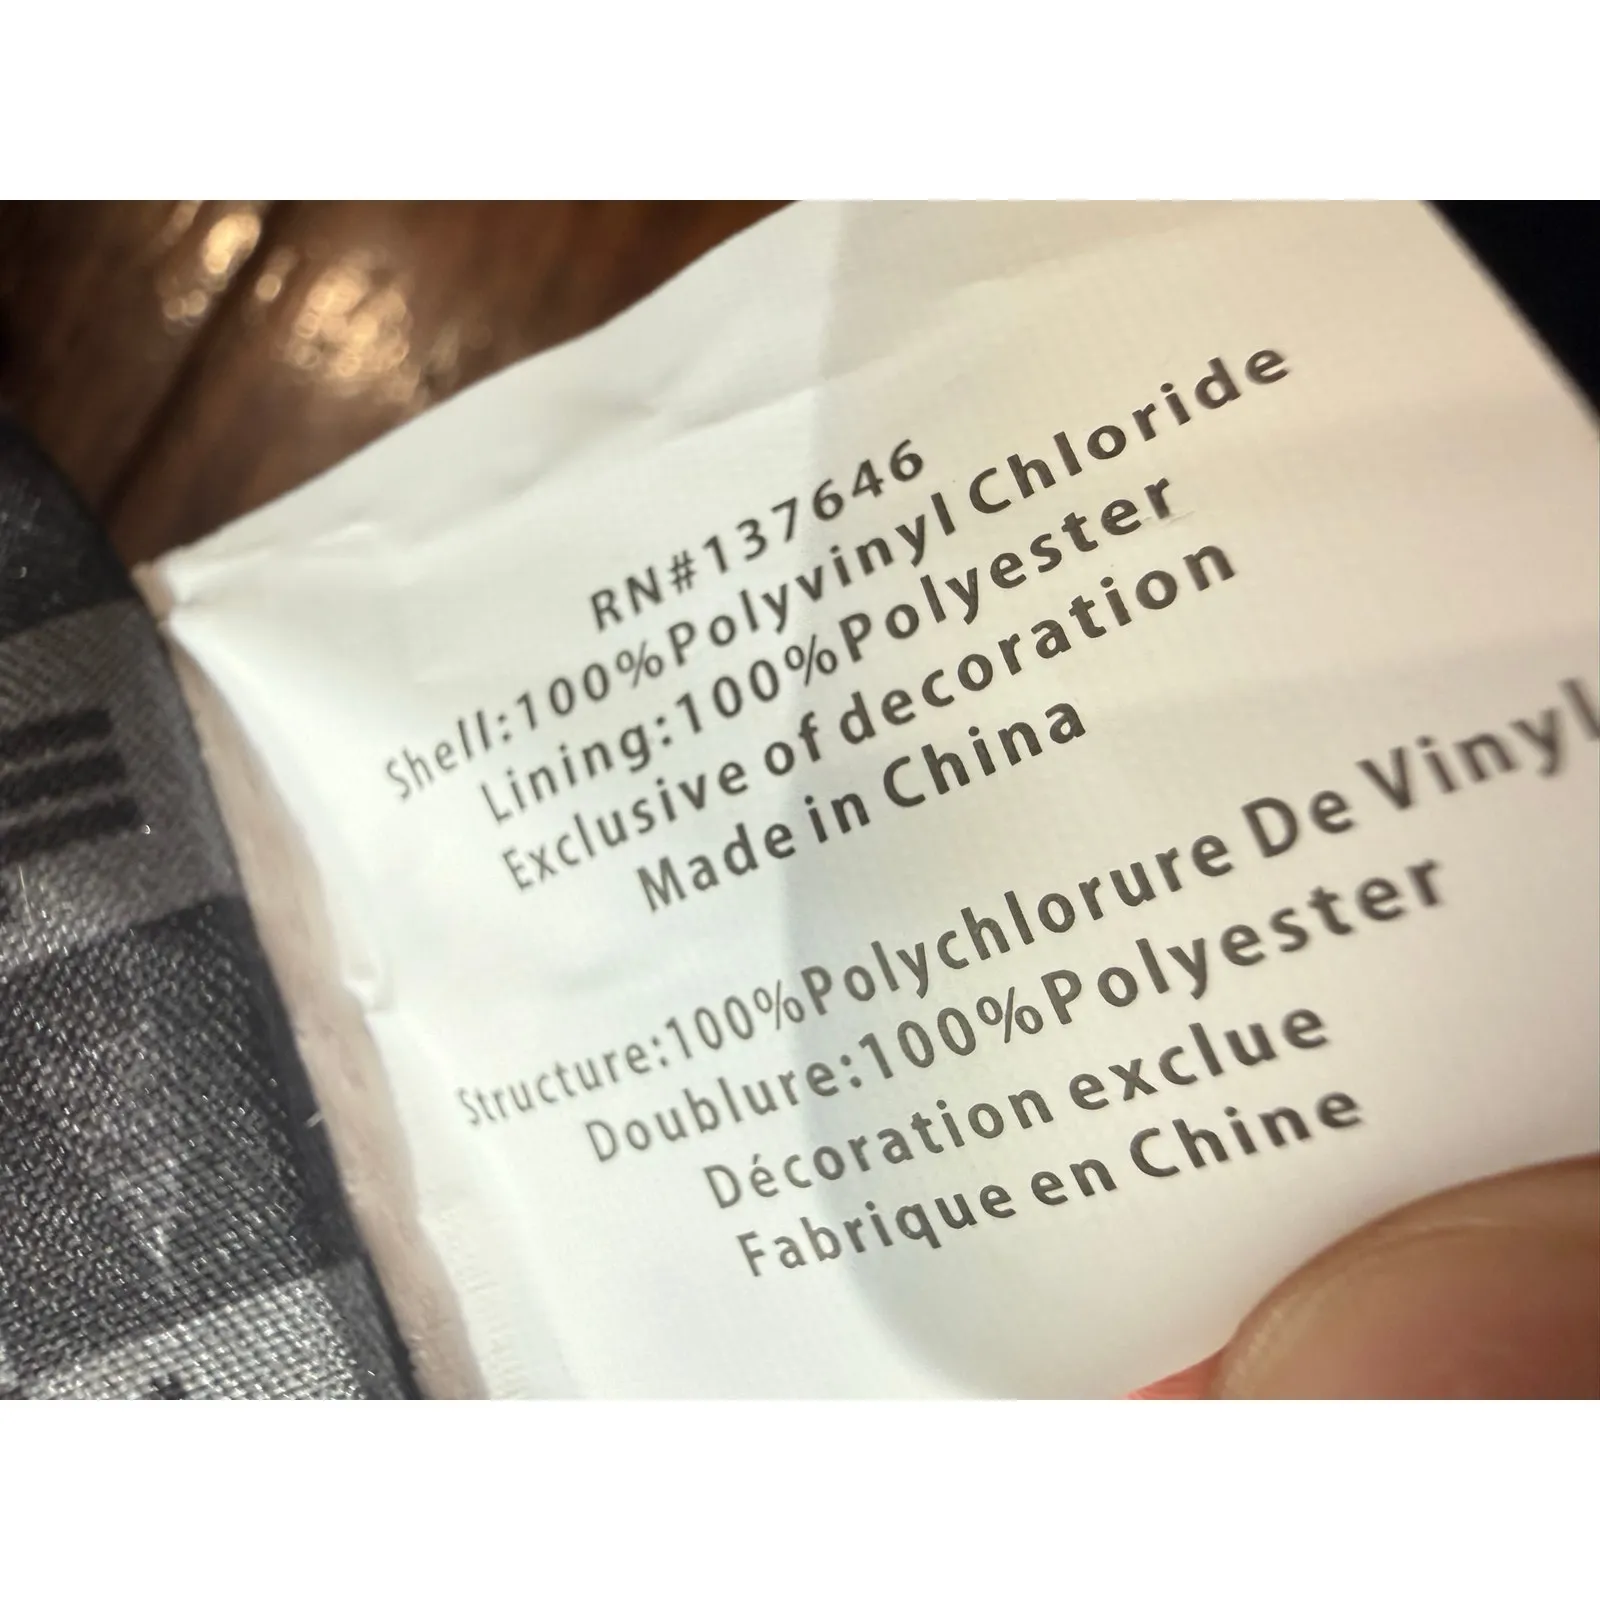 RN#137646
Shell:100%Polyvinyl Chloride
Lining:100%Polyester
Exclusive of decoration
Made in China
Structure:100%Polychlorure De Vinyl
Doublure:100%Polyester
Décoration exclue
Fabrique en Chine